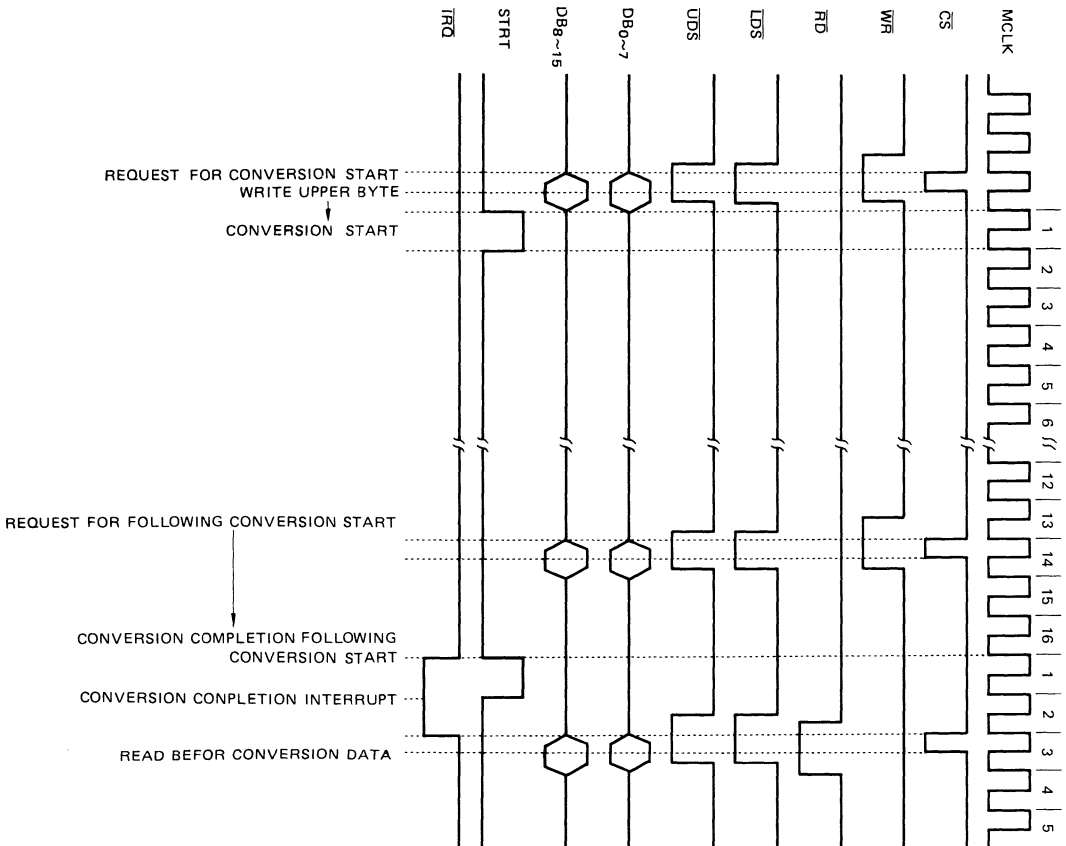 IRQ
STRT
DB8~15
DB0~7
UDS
LDS
RD
WR
CS
MCLK
REQUEST FOR CONVERSION START
WRITE UPPER BYTE
CONVERSION START
1
2
3
4
5
6
12
13
14
15
16
1
2
3
4
5
REQUEST FOR FOLLOWING CONVERSION START
CONVERSION COMPLETION FOLLOWING
CONVERSION START
CONVERSION CONPLETION INTERRUPT
READ BEFOR CONVERSION DATA